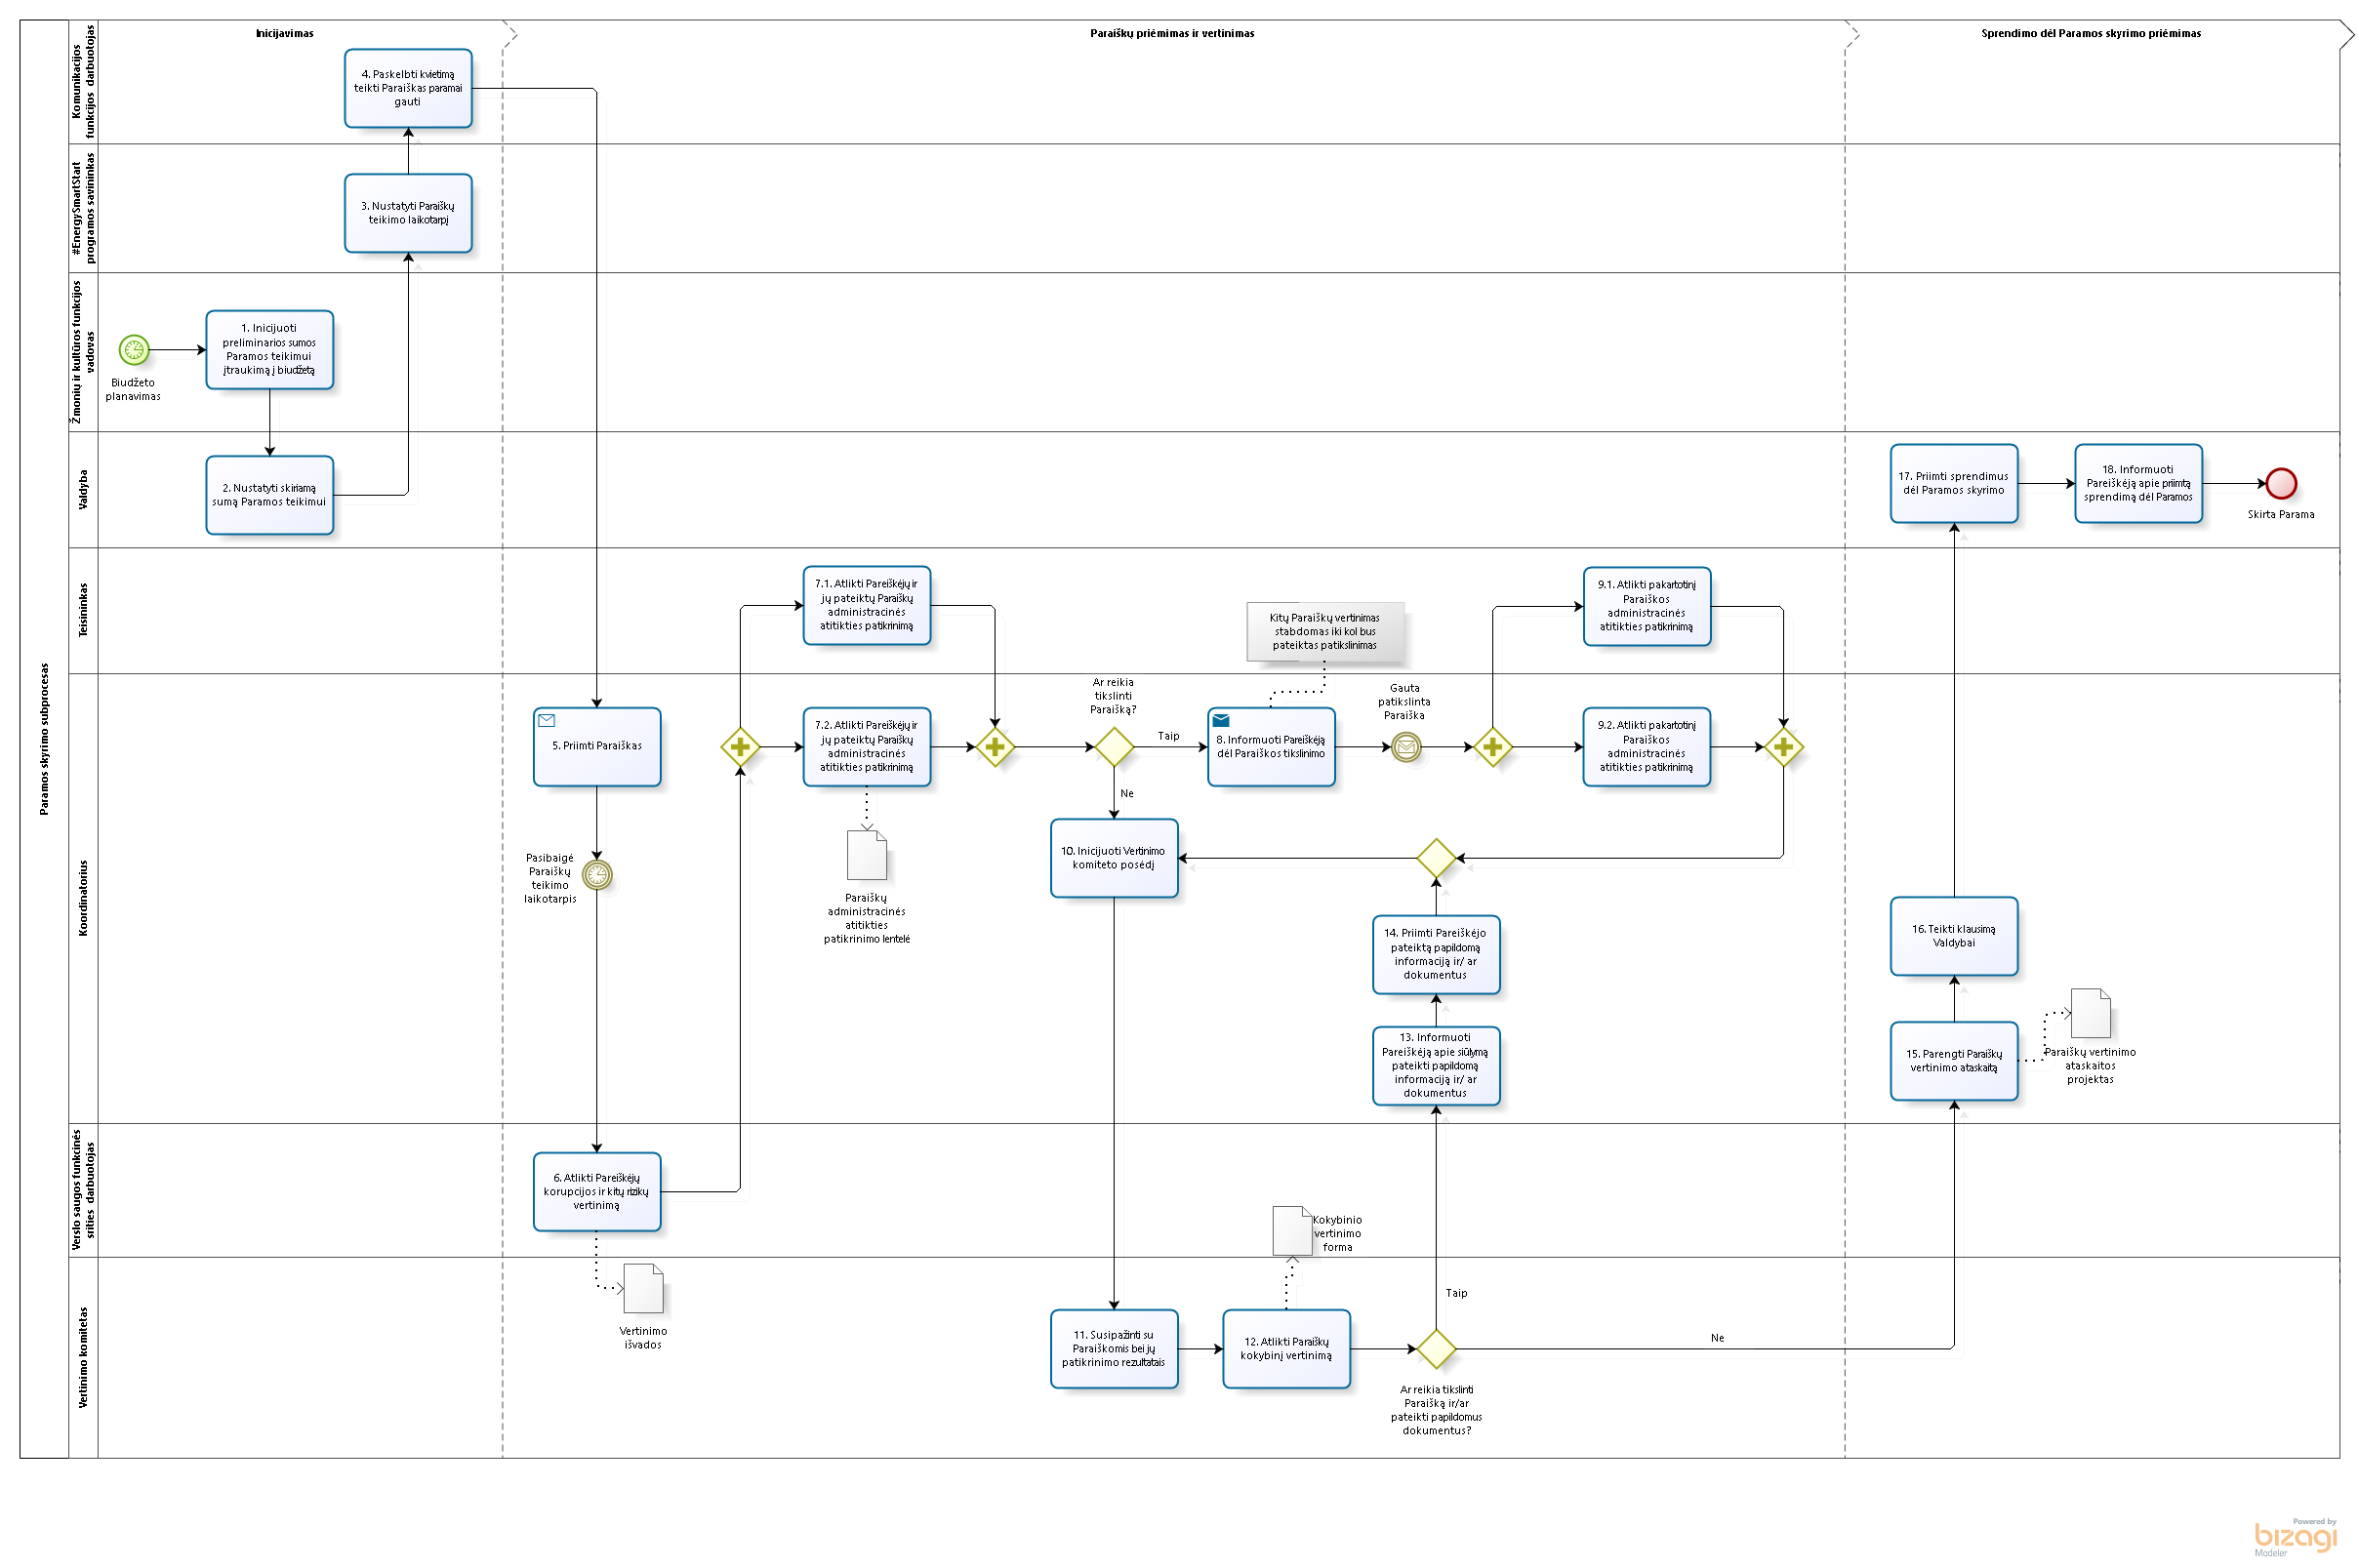 Paramos skyrimo subprocesas
Inicijavimas
Paraiškų priėmimas ir vertinimas
Sprendimo dėl Paramos skyrimo priėmimas
Komunikacijos
funkcijos darbuotojas
4. Paskelbti kvietimą
teikti Paraiškas paramai
gauti
#EnergySmartStart
programos savininkas
3. Nustatyti Paraiškų
teikimo laikotarpį
Žmonių ir kultūros funkcijos
vadovas
Biudžeto
planavimas
1. Inicijuoti
preliminarios sumos
Paramos teikimui
įtraukimą į biudžetą
Valdyba
2. Nustatyti skiriamą
sumą Paramos teikimui
17. Priimti sprendimus
dėl Paramos skyrimo
18. Informuoti
Pareiškėją apie priimtą
sprendimą dėl Paramos
Skirta Parama
Teisininkas
7.1. Atlikti Pareiškėjų ir
jų pateiktų Paraiškų
administracinės
atitikties patikrinimą
Kitų Paraiškų vertinimas
stabdomas iki kol bus
pateiktas patikslinimas
9.1. Atlikti pakartotinį
Paraiškos
administracinės
atitikties patikrinimą
Koordinatorius
5. Priimti Paraiškas
Pasibaigė
Paraiškų
teikimo
laikotarpis
7.2. Atlikti Pareiškėjų ir
jų pateiktų Paraiškų
administracinės
atitikties patikrinimą
Paraiškų
administracinės
atitikties
patikrinimo lentelė
Ar reikia
tikslinti
Paraišką?
Taip
Ne
8. Informuoti Pareiškėją
dėl Paraiškos tikslinimo
Gauta
patikslinta
Paraiška
9.2. Atlikti pakartotinį
Paraiškos
administracinės
atitikties patikrinimą
10. Inicijuoti Vertinimo
komiteto posėdį
14. Priimti Pareiškėjo
pateiktą papildomą
informaciją ir/ ar
dokumentus
13. Informuoti
Pareiškėją apie siūlymą
pateikti papildomą
informaciją ir/ ar
dokumentus
16. Teikti klausimą
Valdybai
15. Parengti Paraiškų
vertinimo ataskaitą
Paraiškų vertinimo
ataskaitos
projektas
Verslo saugos funkcinės
srities darbuotojas
6. Atlikti Pareiškėjų
korupcijos ir kitų rizikų
vertinimą
Kokybinio
vertinimo
forma
Vertinimo komitetas
Vertinimo
išvados
11. Susipažinti su
Paraiškomis bei jų
patikrinimo rezultatais
12. Atlikti Paraiškų
kokybinį vertinimą
Taip
Ne
Ar reikia tikslinti
Paraišką ir/ar
pateikti papildomus
dokumentus?
Powered by
bizagi
Modeler